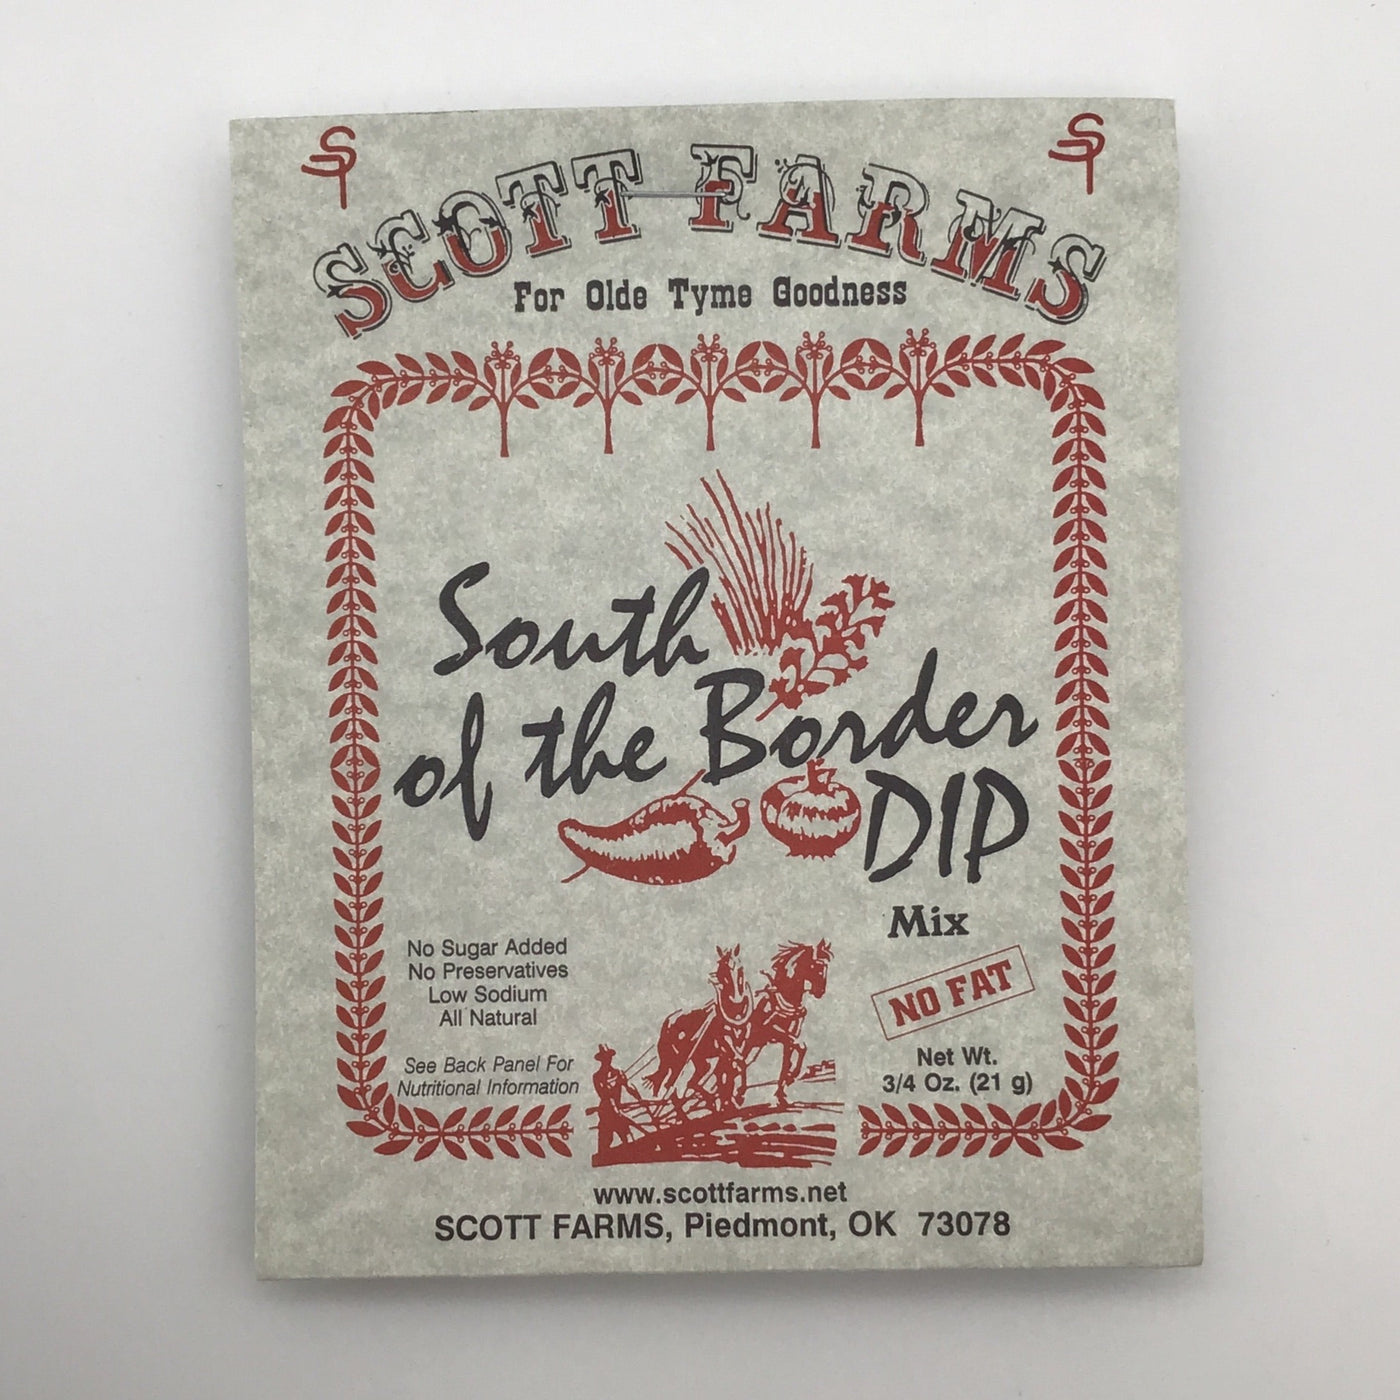 SCOTT FARMS
For Olde Tyme Goodness
South
of the Border
DIP
Mix
No Sugar Added
No Preservatives
Low Sodium
All Natural
See Back Panel For
Nutritional Information
NO FAT
Net Wt.
3/4 Oz. (21 g)
www.scottfarms.net
SCOTT FARMS, Piedmont, OK 73078